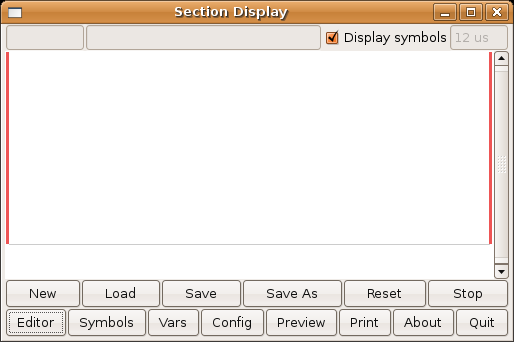 Section Display
Display symbols 12 us
New Load Save Save As Reset Stop
Editor Symbols Vars Config Preview Print About Quit